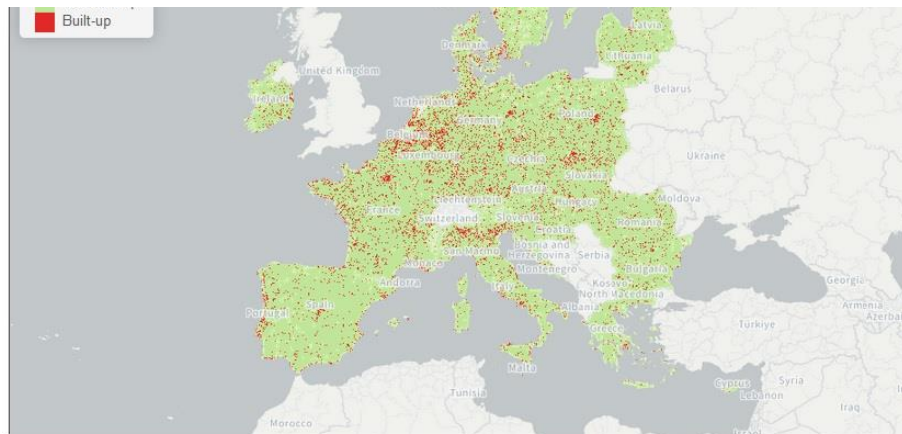 Built-up
Latvia
Denmark
Lithuania
United Kingdom
Ireland
Belarus
Netherlands
Poland
Germany
Belgium
Luxembourg
Czechia
Ukraine
Slovakia
Austria
Liechtenstein
Hungary
Moldova
France
Switzerland
Slovenia
Romania
Croatia
San Marino
Bosnia and
Herzegovina
Serbia
Monaco
Montenegro
Bulgaria
Kosovo
Andorra
Italy
North Macedonia
Georgia
Spain
Albania
Armenia
Portugal
Azerbai
Greece
Türkiye
Malta
Cyprus
Syria
Lebanon
Tunisia
Iraq
Morocco
Israel